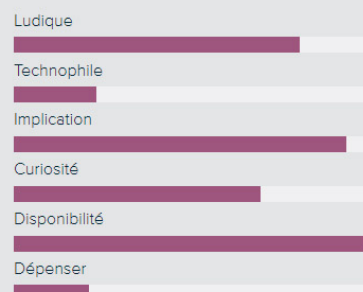 Ludique
Technophile
Implication
Curiosité
Disponibilité
Dépenser